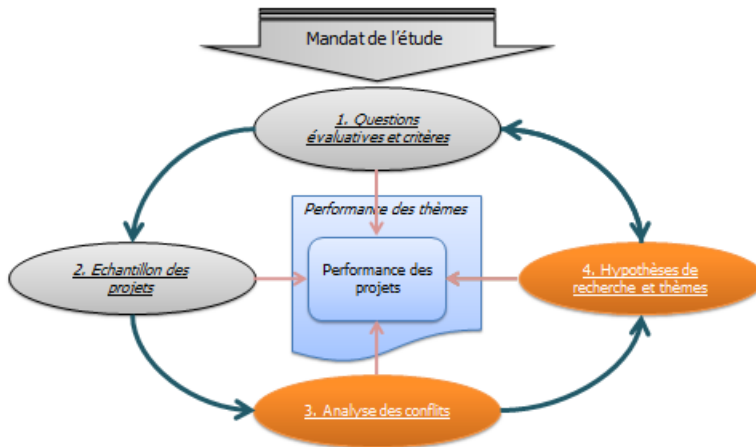 Mandat de l'étude
1. Questions
évaluatives et critères
Performance des thèmes
2. Echantillon des
projets
Performance des
projets
4. Hypothèses de
recherche et thèmes
3. Analyse des conflits